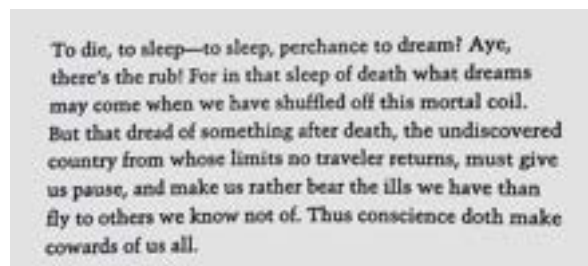 To die, to sleep—to sleep, perchance to dream? Aye,
there's the rub! For in that sleep of death what dreams
may come when we have shuffled off this mortal coil.
But that dread of something after death, the undiscovered
country from whose limits no traveler returns, must give
us pause, and make us rather bear the ills we have than
fly to others we know not of. Thus conscience doth make
cowards of us all.